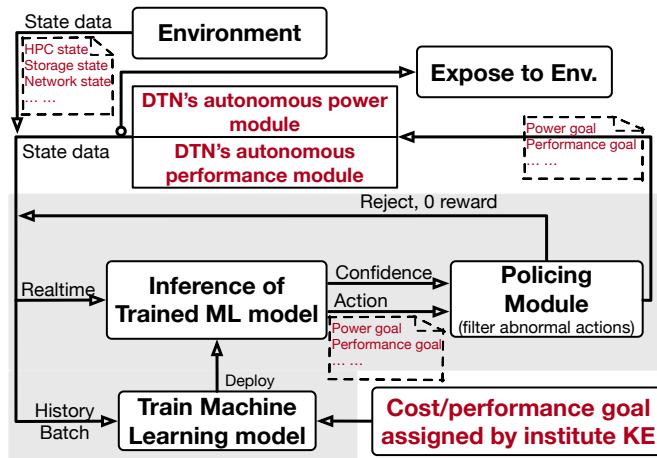 State data
Environment
HPC state
Storage state
Network state
... ...
Expose to Env.
DTN's autonomous power
module
Power goal
Performance goal
... ...
State data
DTN's autonomous
performance module
Reject, 0 reward
Realtime
Inference of
Trained ML model
Confidence
Action
Policing
Module
(filter abnormal actions)
Power goal
Performance goal
... ...
Deploy
History
Batch
Train Machine
Learning model
Cost/performance goal
assigned by institute KE